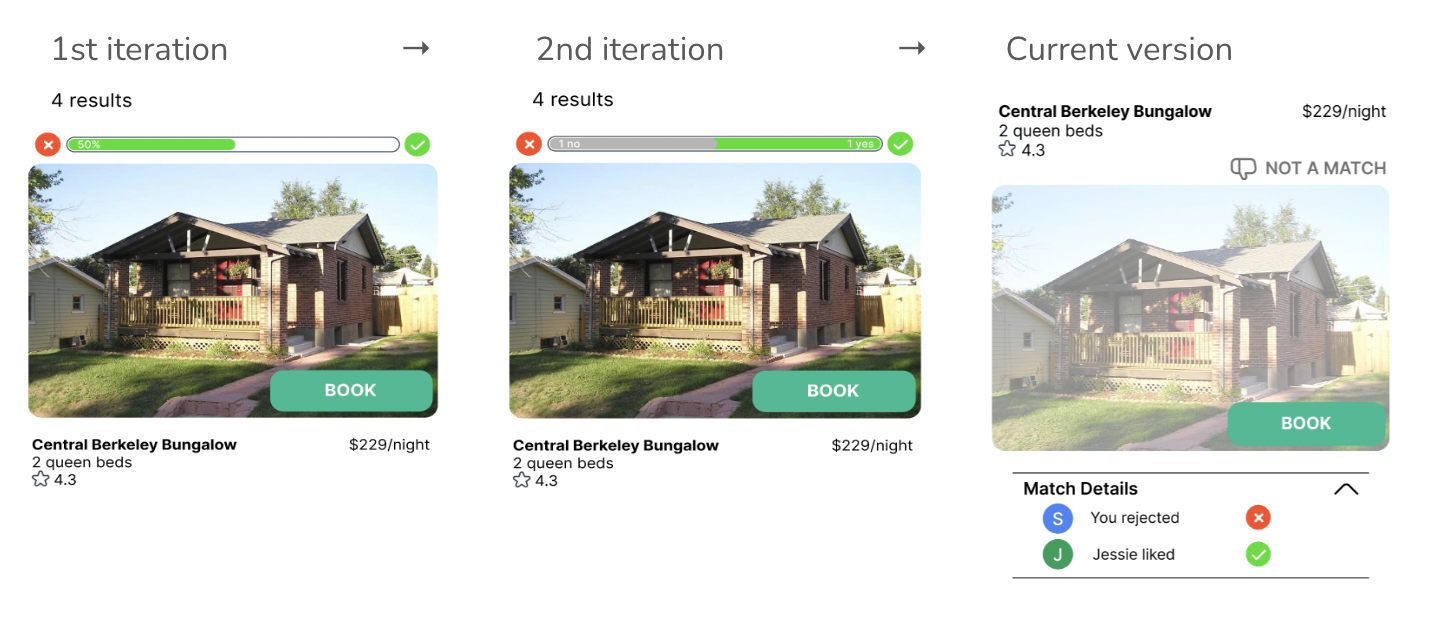 1st iteration →
4 results
50%
BOOK
Central Berkeley Bungalow $229/night
2 queen beds
4.3
2nd iteration →
4 results
1 no 1 yes
BOOK
Central Berkeley Bungalow $229/night
2 queen beds
4.3
Current version
Central Berkeley Bungalow $229/night
2 queen beds
4.3
NOT A MATCH
BOOK
Match Details
S You rejected
J Jessie liked